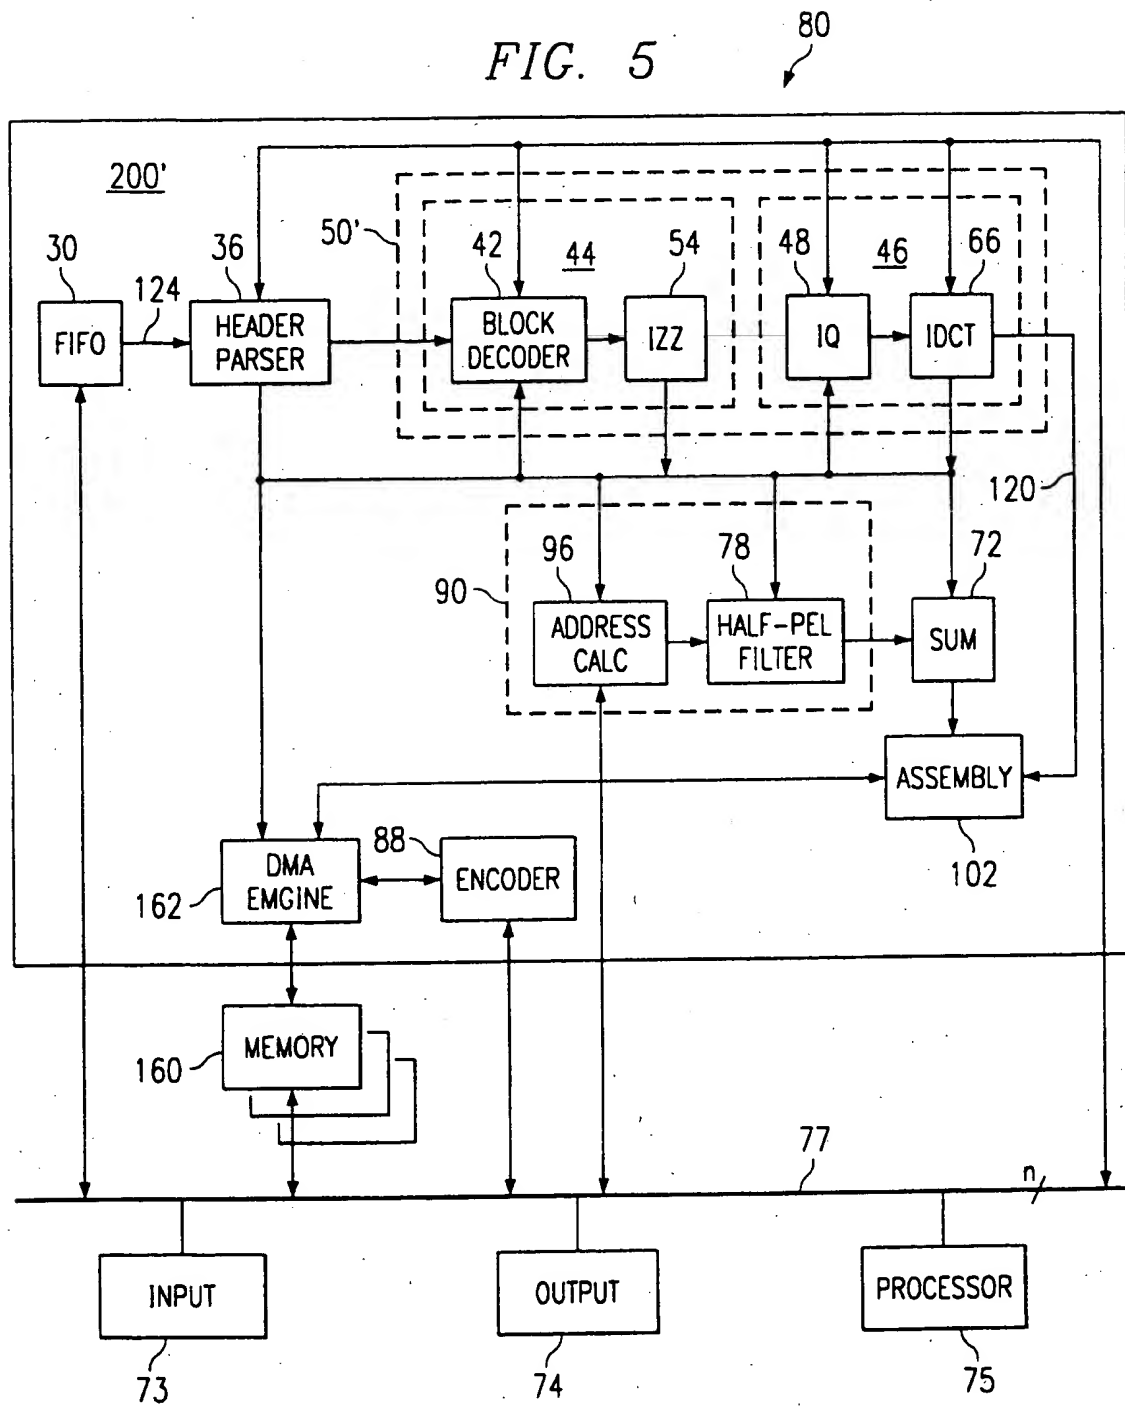 FIG. 5
80
200'
50'
30
124
36
42
44
54
48
46
66
FIFO
HEADER
PARSER
BLOCK
DECODER
IZZ
IQ
IDCT
120
90
96
78
72
ADDRESS
CALC
HALF-PEL
FILTER
SUM
ASSEMBLY
102
88
DMA
EMGINE
162
ENCODER
MEMORY
160
77
n
INPUT
OUTPUT
PROCESSOR
73
74
75